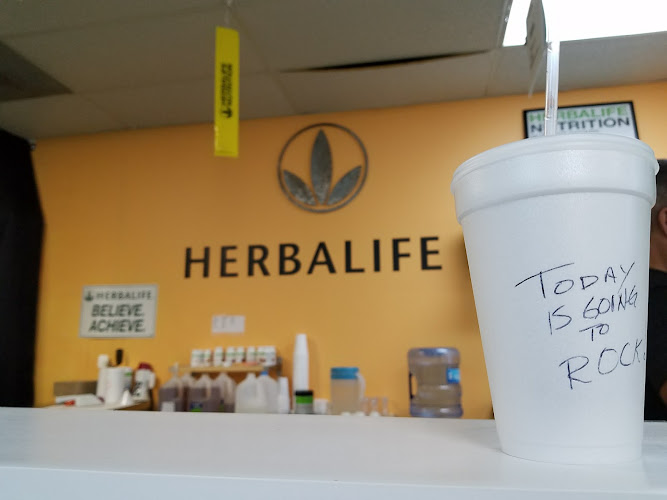 HERBALIFE
NUTRITION
HERBALIFE
HERBALIFE
BELIEVE.
ACHIEVE.
TODAY
IS GOING
TO
ROCK.